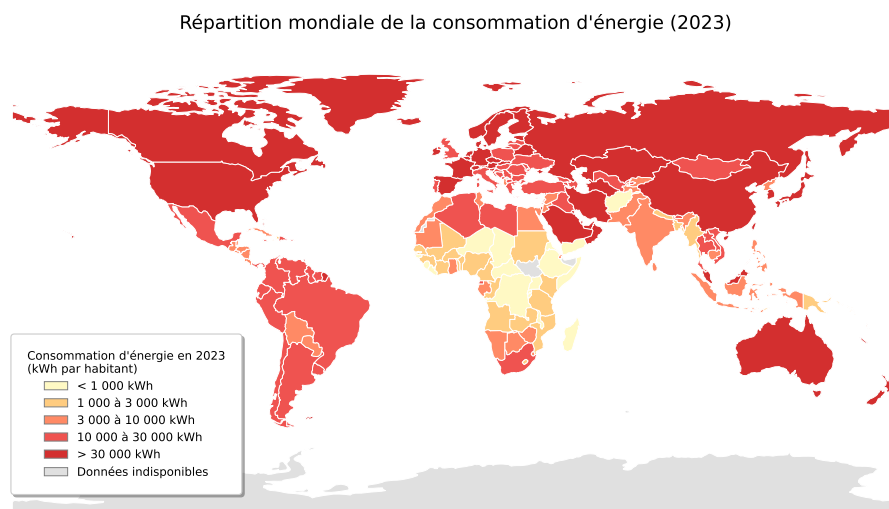 Répartition mondiale de la consommation d'énergie (2023)
Consommation d'énergie en 2023
(kWh par habitant)
< 1 000 kWh
1 000 à 3 000 kWh
3 000 à 10 000 kWh
10 000 à 30 000 kWh
> 30 000 kWh
Données indisponibles